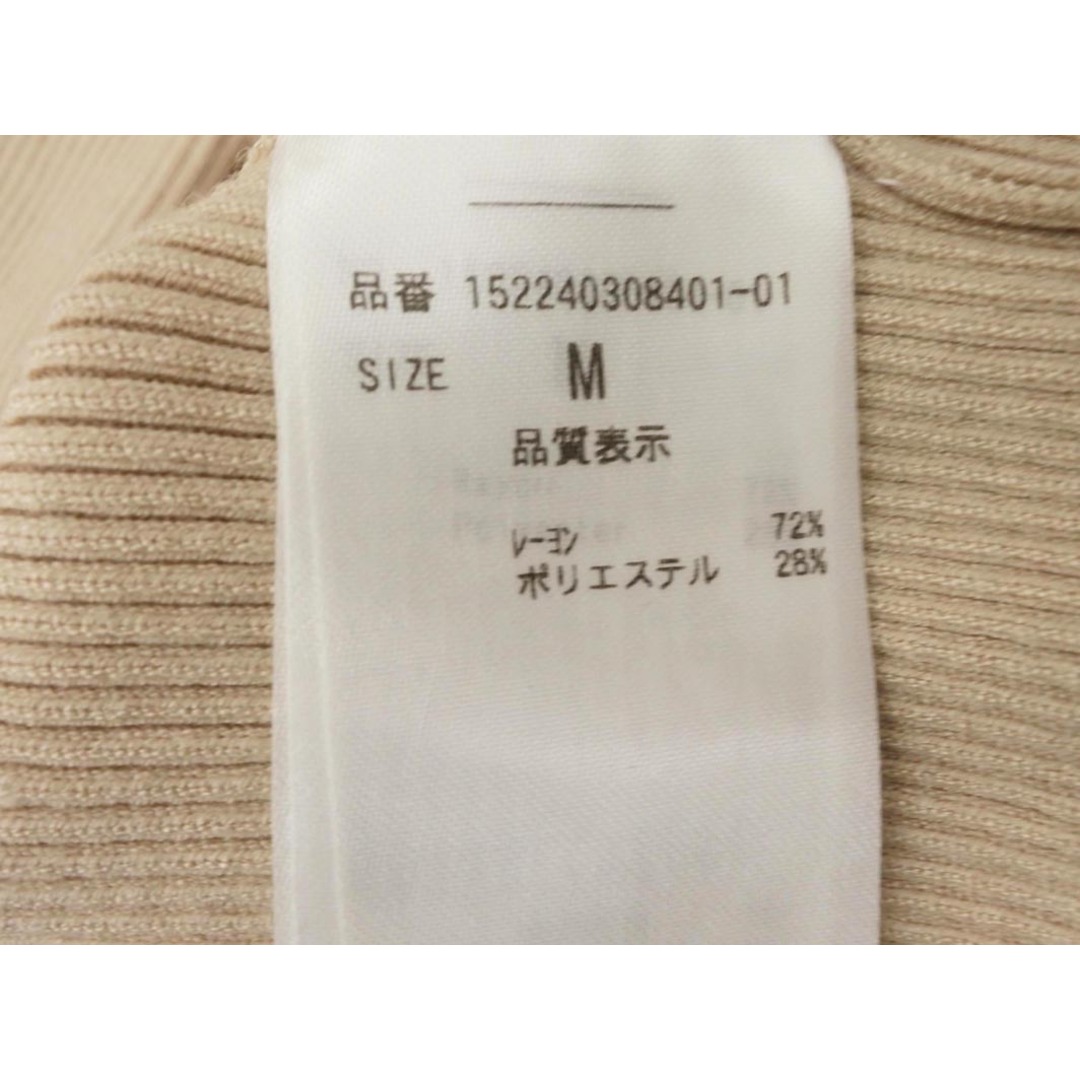 品番 152240308401-01
SIZE M
品質表示
ﾚｰﾖﾝ 72%
ポリエステル 28%